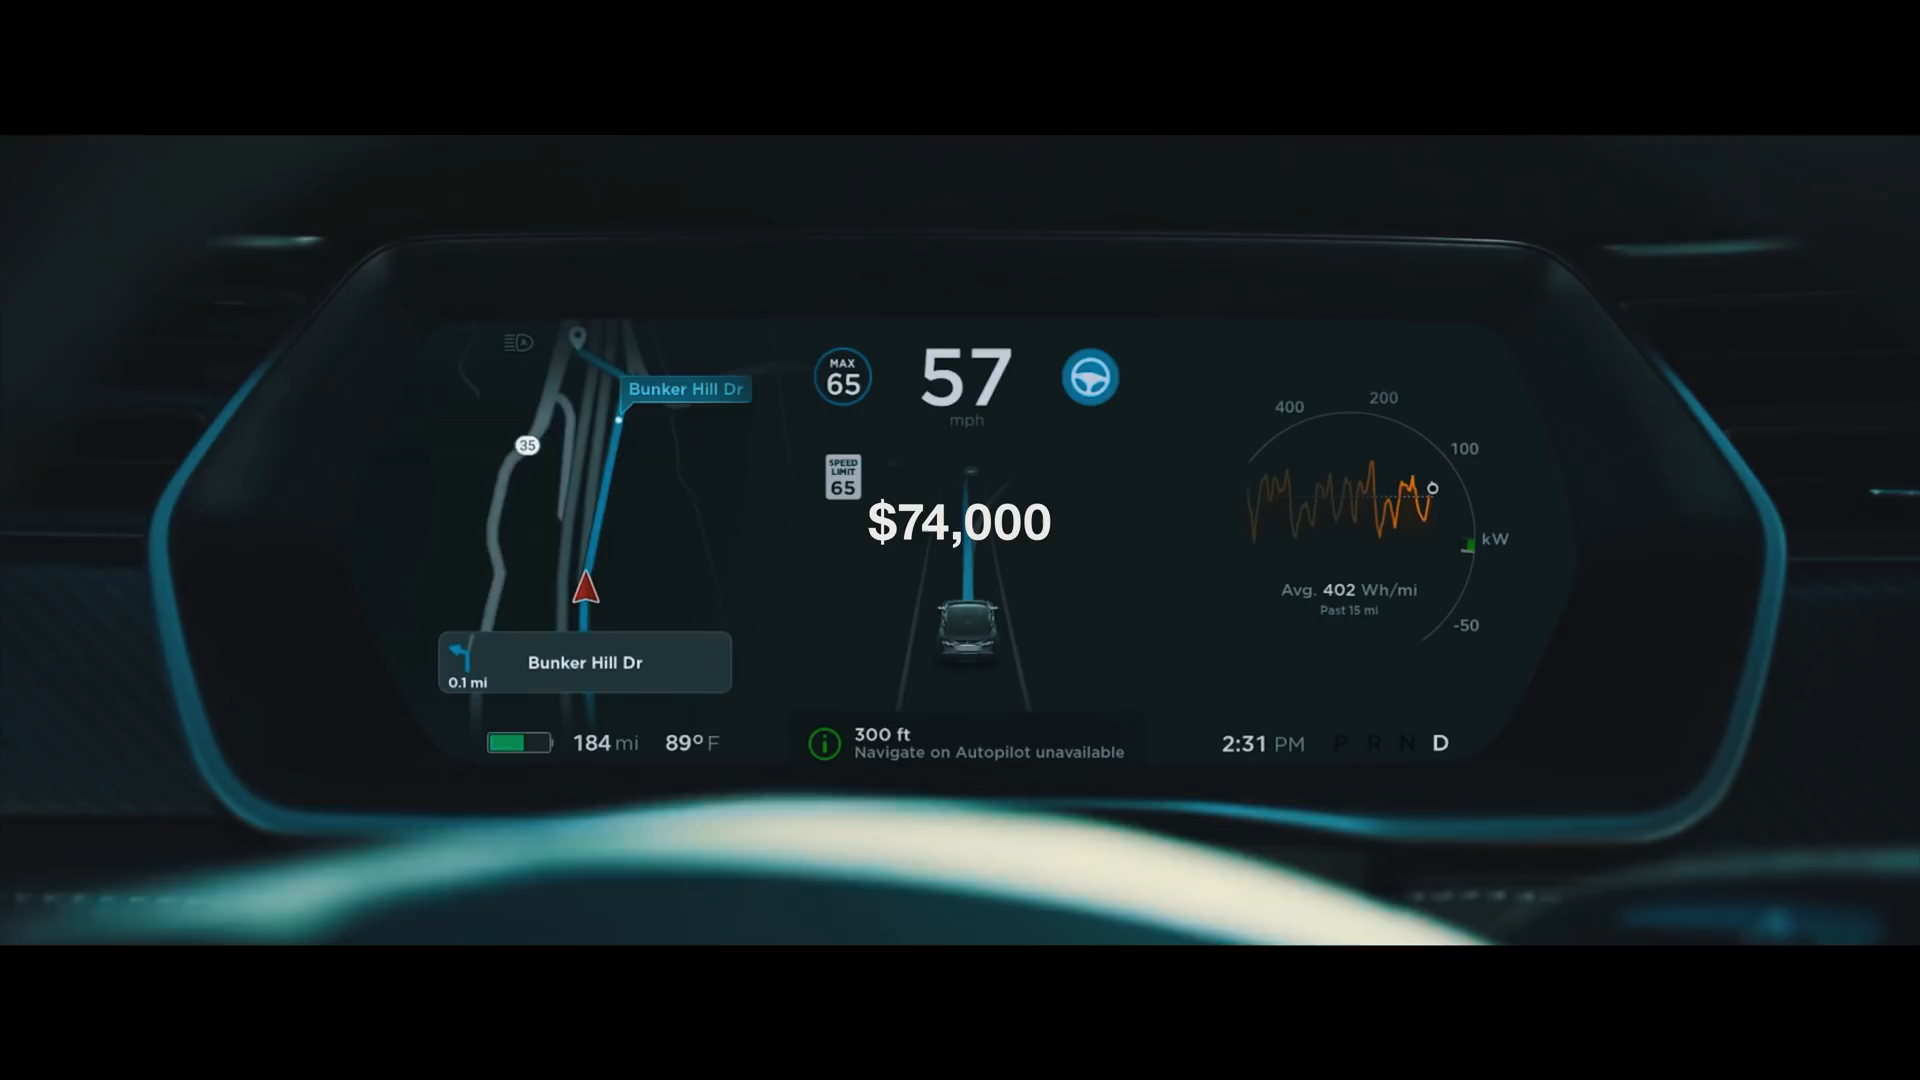 Bunker Hill Dr
35
Bunker Hill Dr
0.1 mi
184 mi
89° F
MAX
65
57
mph
SPEED
LIMIT
65
$74,000
300 ft
Navigate on Autopilot unavailable
400
200
100
kW
-50
Avg. 402 Wh/mi
Past 15 mi
2:31 PM
P R N D
A